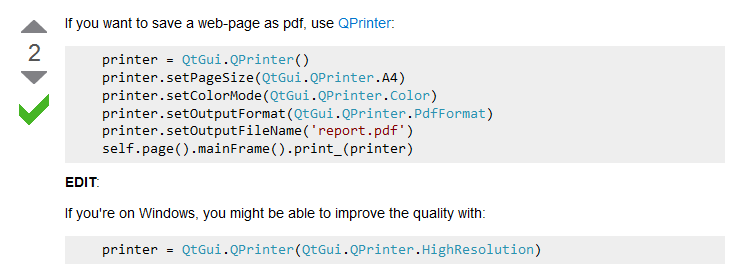 If you want to save a web-page as pdf, use QPrinter:
2
printer = QtGui.QPrinter()
printer.setPageSize(QtGui.QPrinter.A4)
printer.setColorMode(QtGui.QPrinter.Color)
printer.setOutputFormat(QtGui.QPrinter.PdfFormat)
printer.setOutputFileName('report.pdf')
self.page().mainFrame().print_(printer)
EDIT:
If you're on Windows, you might be able to improve the quality with:
printer = QtGui.QPrinter(QtGui.QPrinter.HighResolution)